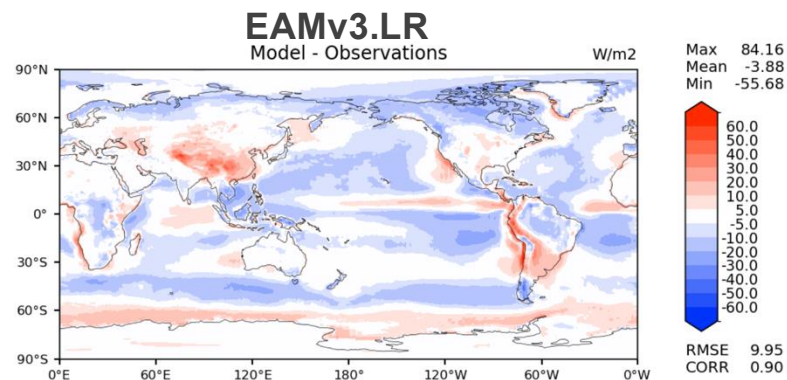 EAMv3.LR
Model - Observations W/m2
Max 84.16
Mean -3.88
Min -55.68
90°N
60°N
30°N
0°
30°S
60°S
90°S
0°E 60°E 120°E 180° 120°W 60°W 0°W
60.0
50.0
40.0
30.0
20.0
10.0
5.0
-5.0
-10.0
-20.0
-30.0
-40.0
-50.0
-60.0
RMSE 9.95
CORR 0.90